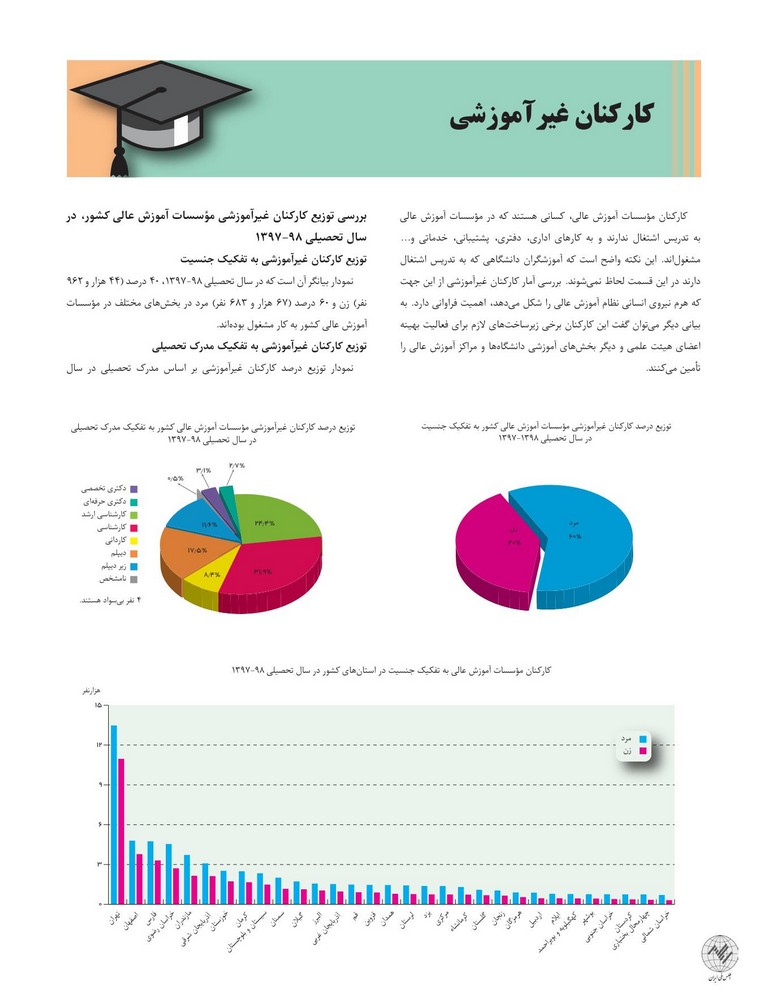 کارکنان غیرآموزشی
کارکنان مؤسسات آموزش عالی، کسانی هستند که در مؤسسات آموزش عالی
به تدریس اشتغال ندارند و به کارهای اداری، دفتری، پشتیبانی، خدماتی و...
مشغول‌اند. این نکته واضح است که آموزشگران دانشگاهی که به تدریس اشتغال
دارند در این قسمت لحاظ نمی‌شوند. بررسی آمار کارکنان غیرآموزشی از این جهت
که هرم نیروی انسانی نظام آموزش عالی را شکل می‌دهد، اهمیت فراوانی دارد. به
بیانی دیگر می‌توان گفت این کارکنان برخی زیرساخت‌های لازم برای فعالیت بهینه
اعضای هیئت علمی و دیگر بخش‌های آموزشی دانشگاه‌ها و مراکز آموزش عالی را
تأمین می‌کنند.
بررسی توزیع کارکنان غیرآموزشی مؤسسات آموزش عالی کشور، در
سال تحصیلی ۹۸-۱۳۹۷
توزیع کارکنان غیرآموزشی به تفکیک جنسیت
نمودار بیانگر آن است که در سال تحصیلی ۹۸-۱۳۹۷، ۴۰ درصد (۴۴ هزار و ۹۶۲
نفر) زن و ۶۰ درصد (۶۷ هزار و ۶۸۳ نفر) مرد در بخش‌های مختلف در مؤسسات
آموزش عالی کشور به کار مشغول بوده‌اند.
توزیع کارکنان غیرآموزشی به تفکیک مدرک تحصیلی
نمودار توزیع درصد کارکنان غیرآموزشی بر اساس مدرک تحصیلی در سال
توزیع درصد کارکنان غیرآموزشی مؤسسات آموزش عالی کشور به تفکیک جنسیت
در سال تحصیلی ۱۳۹۸-۱۳۹۷
مرد
۶۰٪
زن
۴۰٪
توزیع درصد کارکنان غیرآموزشی مؤسسات آموزش عالی کشور به تفکیک مدرک تحصیلی
در سال تحصیلی ۹۸-۱۳۹۷
۲/۷٪
۳/۱٪
۰/۵٪
۱۱/۶٪
۱۷/۵٪
دکتری تخصصی
دکتری حرفه‌ای
کارشناسی ارشد
کارشناسی
کاردانی
دیپلم
زیر دیپلم
نامشخص
۴ نفر بی‌سواد هستند.
کارکنان مؤسسات آموزش عالی به تفکیک جنسیت در استان‌های کشور در سال تحصیلی ۹۸-۱۳۹۷
هزارنفر
۱۵
۱۲
۹
۶
۳
۰
مرد
زن
تهران
اصفهان
فارس
خراسان رضوی
مازندران
آذربایجان شرقی
خوزستان
کرمان
سیستان و بلوچستان
سمنان
گیلان
البرز
آذربایجان غربی
قم
قزوین
همدان
لرستان
یزد
مرکزی
کرمانشاه
گلستان
زنجان
هرمزگان
اردبیل
ایلام
کهگیلویه و بویراحمد
بوشهر
خراسان جنوبی
کردستان
چهارمحال بختیاری
خراسان شمالی